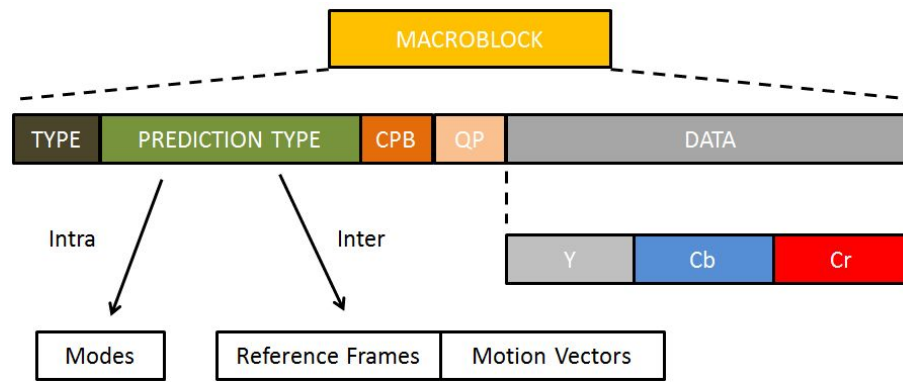 MACROBLOCK
TYPE PREDICTION TYPE CPB QP DATA
Intra Inter
Y Cb Cr
Modes Reference Frames Motion Vectors